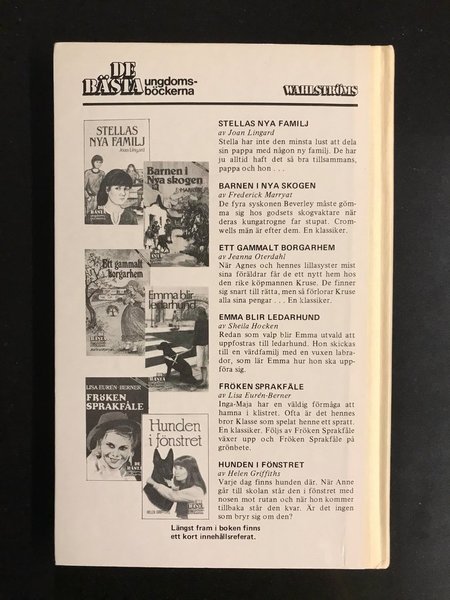 DE BÄSTA ungdoms-
böckerna
WAHLSTRÖMS
STELLAS
NYA FAMILJ
Joan Lingard
Barnen i
Nya skogen
MARRYAT
Ett gammalt
borgarhem
Emma blir
ledarhund
LISA EURÉN-BERNER
FRÖKEN
SPRAKFÅLE
Hunden i
fönstret
HELEN GRIFFITHS
STELLAS NYA FAMILJ
av Joan Lingard
Stella har inte den minsta lust att dela
sin pappa med någon ny familj. De har
ju alltid haft det så bra tillsammans,
pappa och hon . . .
BARNEN I NYA SKOGEN
av Frederick Marryat
De fyra syskonen Beverley måste göm-
ma sig hos godsets skogvaktare när
deras kungatrogne far stupat. Crom-
wells män är efter dem. En klassiker.
ETT GAMMALT BORGARHEM
av Jeanna Oterdahl
När Agnes och hennes lillasyster mist
sina föräldrar får de ett nytt hem hos
den rike köpmannen Kruse. De finner
sig snart till rätta, men så förlorar Kruse
alla sina pengar . . . En klassiker.
EMMA BLIR LEDARHUND
av Sheila Hocken
Redan som valp blir Emma utvald att
uppfostras till ledarhund. Hon skickas
till en värdfamilj med en vuxen labra-
dor, som lär Emma hur hon ska upp-
föra sig.
FRÖKEN SPRAKFÅLE
av Lisa Eurén-Berner
Inga-Maja har en väldig förmåga att
hamna i klistret. Ofta är det hennes
bror Klasse som spelat henne ett spratt.
En klassiker. Följs av Fröken Sprakfåle
växer upp och Fröken Sprakfåle på
grönbete.
HUNDEN I FÖNSTRET
av Helen Griffiths
Varje dag finns hunden där. När Anne
går till skolan står den i fönstret med
nosen mot rutan och när hon kommer
tillbaka står den kvar. Är det ingen
som bryr sig om den?
Längst fram i boken finns
ett kort innehållsreferat.